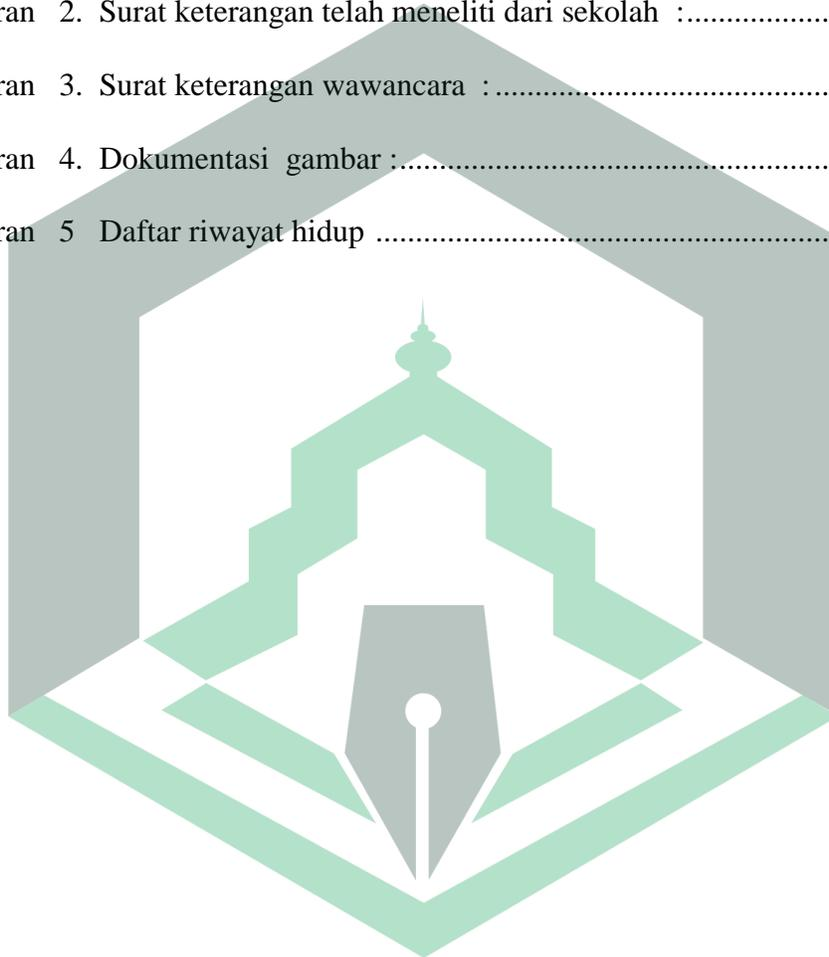 ran 2. Surat keterangan telah meneliti dari sekolah :..................
ran 3. Surat keterangan wawancara :..........................................
ran 4. Dokumentasi gambar :......................................................
ran 5 Daftar riwayat hidup .........................................................